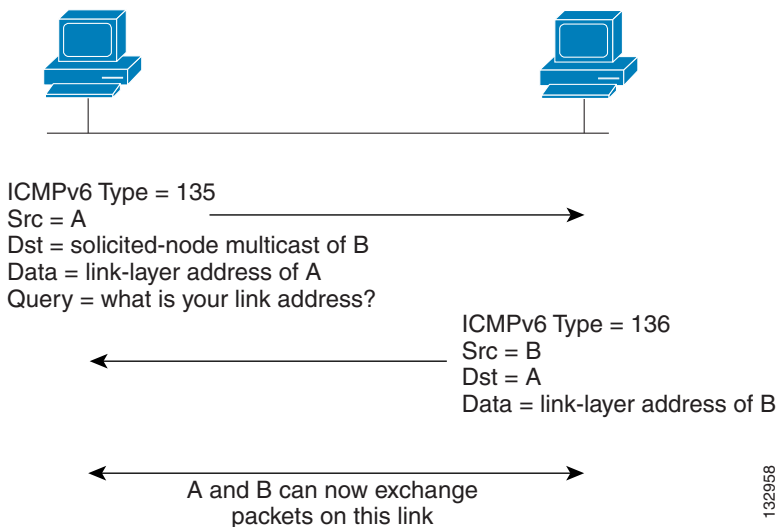 ICMPv6 Type = 135
Src = A
Dst = solicited-node multicast of B
Data = link-layer address of A
Query = what is your link address?
ICMPv6 Type = 136
Src = B
Dst = A
Data = link-layer address of B
A and B can now exchange
packets on this link
132958